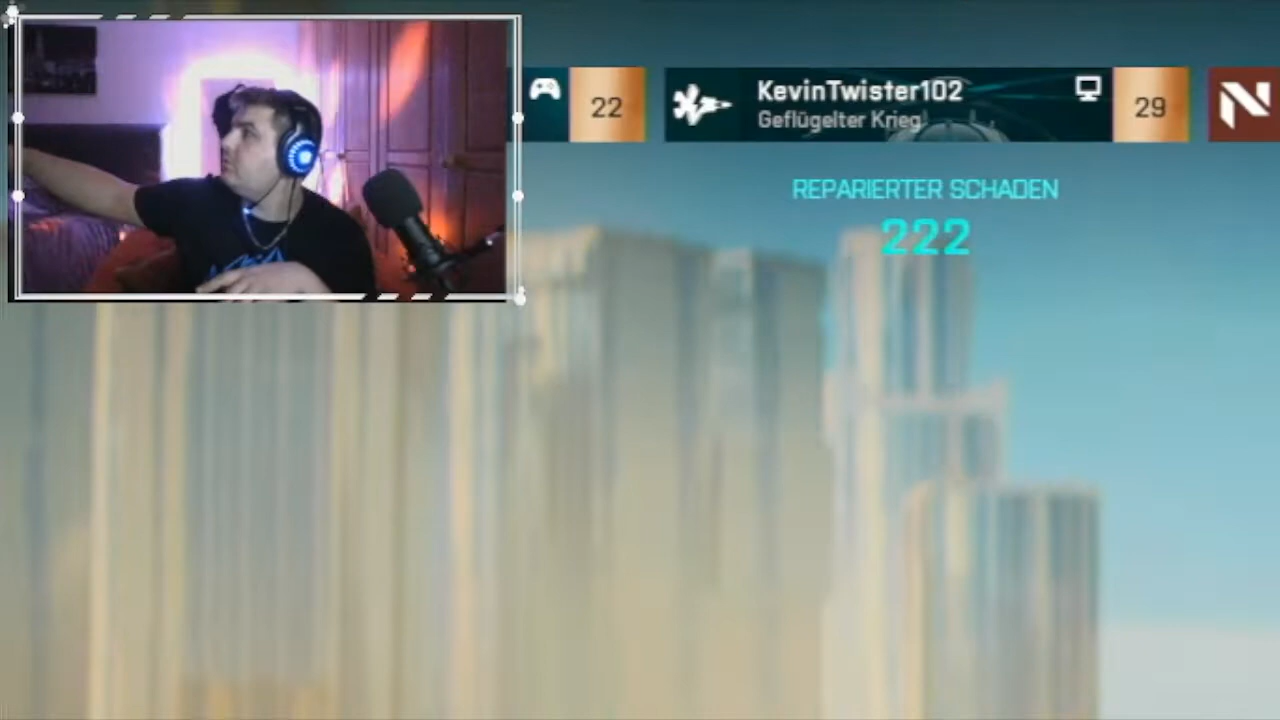 22
KevinTwister102
Geflügelter Krieg
29
REPARIERTER SCHADEN
222